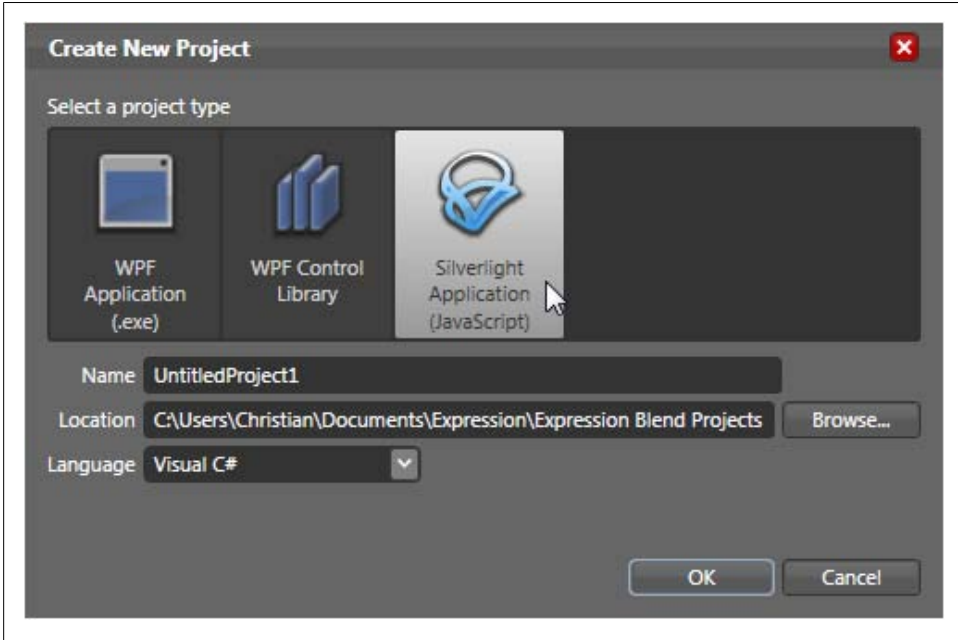 Create New Project
Select a project type
WPF
Application
(.exe)
WPF Control
Library
Silverlight
Application
(JavaScript)
Name UntitledProject1
Location C:\Users\Christian\Documents\Expression\Expression Blend Projects Browse...
Language Visual C#
OK Cancel